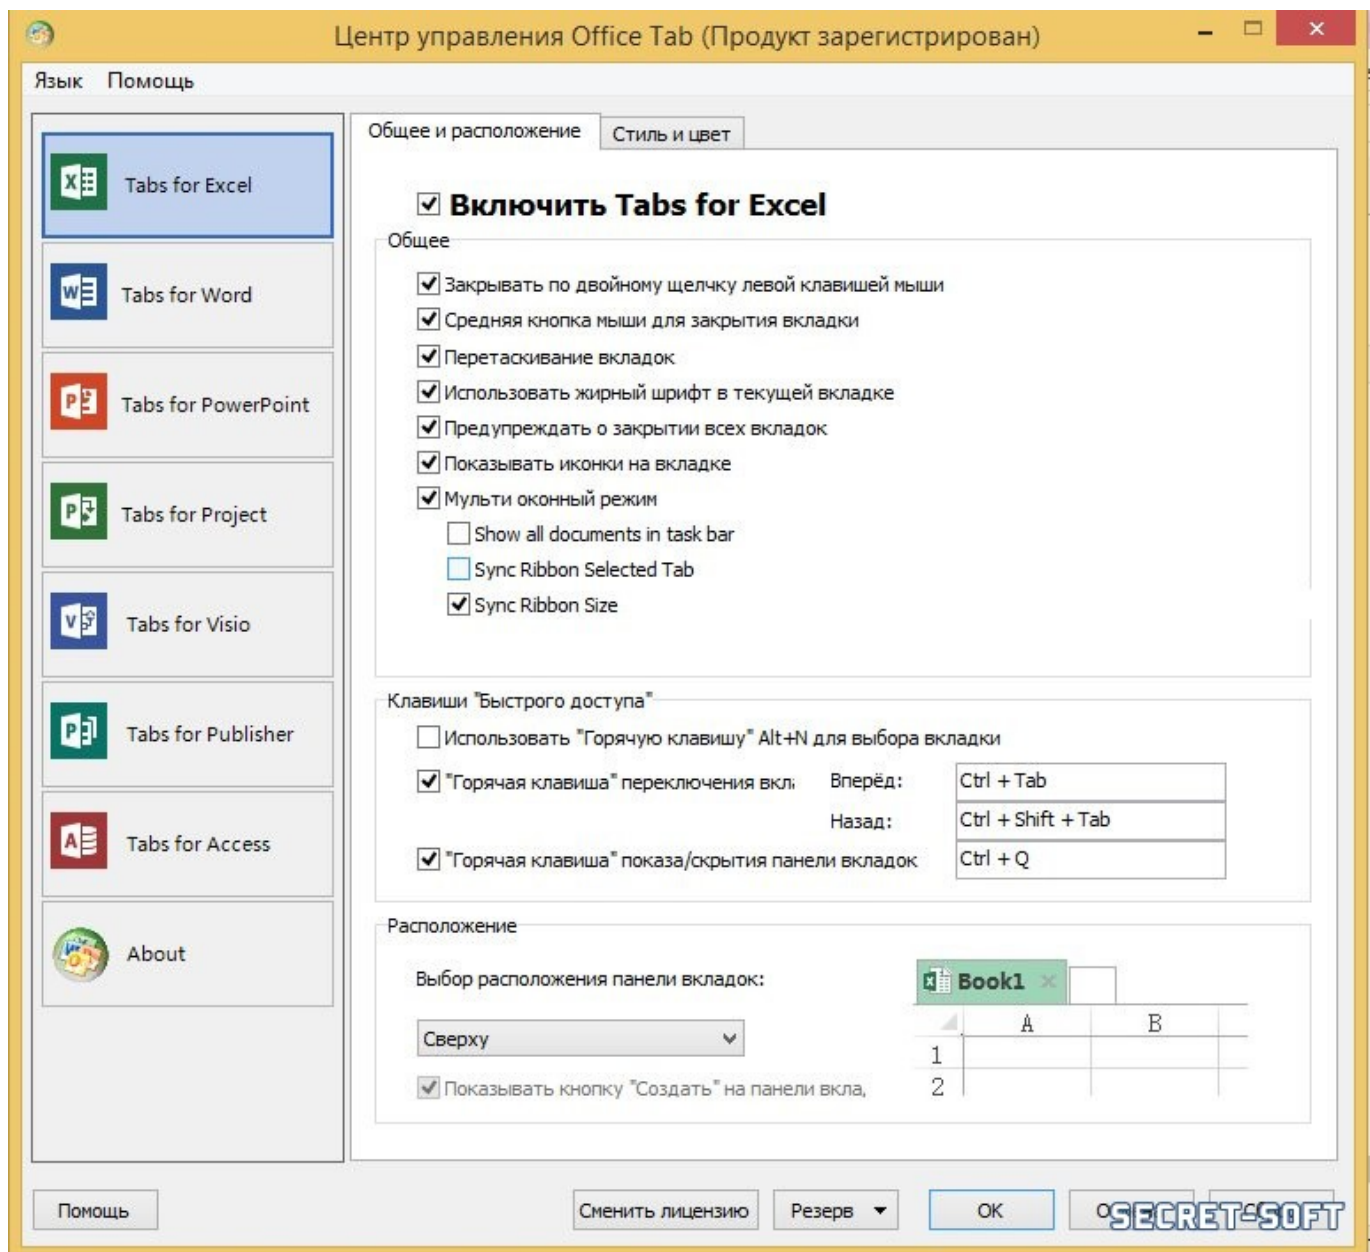 Центр управления Office Tab (Продукт зарегистрирован)
Язык Помощь
Общее и расположение Стиль и цвет
Tabs for Excel
Tabs for Word
Tabs for PowerPoint
Tabs for Project
Tabs for Visio
Tabs for Publisher
Tabs for Access
About
Включить Tabs for Excel
Общее
Закрывать по двойному щелчку левой клавишей мыши
Средняя кнопка мыши для закрытия вкладки
Перетаскивание вкладок
Использовать жирный шрифт в текущей вкладке
Предупреждать о закрытии всех вкладок
Показывать иконки на вкладке
Мульти оконный режим
Show all documents in task bar
Sync Ribbon Selected Tab
Sync Ribbon Size
Клавиши "Быстрого доступа"
Использовать "Горячую клавишу" Alt+N для выбора вкладки
"Горячая клавиша" переключения вкл Вперёд: Ctrl + Tab
Назад: Ctrl + Shift + Tab
"Горячая клавиша" показа/скрытия панели вкладок Ctrl + Q
Расположение
Выбор расположения панели вкладок:
Сверху
Показывать кнопку "Создать" на панели вкла
Book1
A B
1
2
Помощь Сменить лицензию Резерв OK
SECRET-SOFT